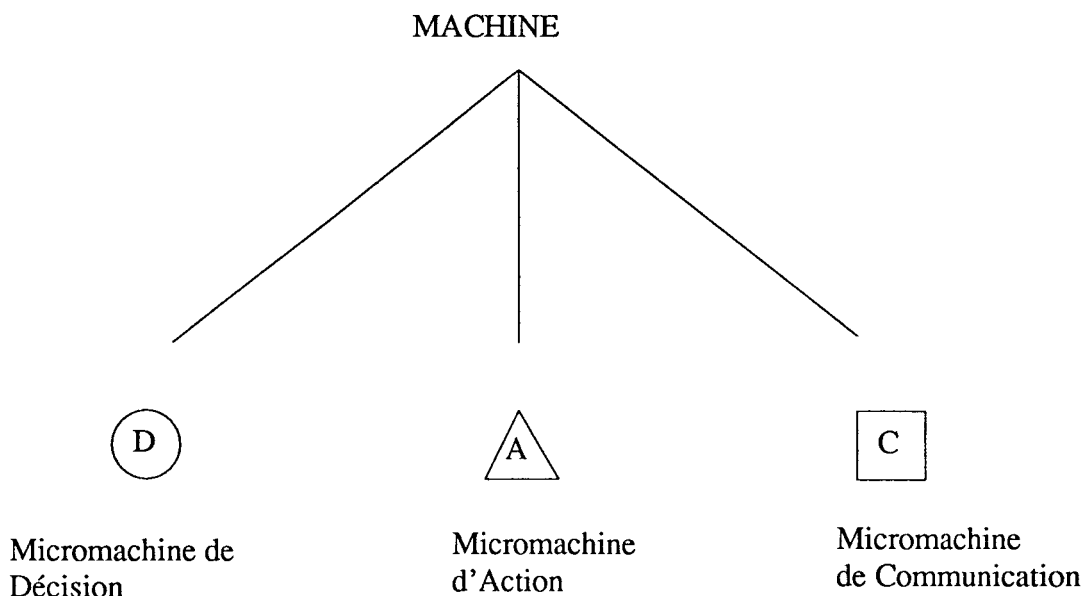 MACHINE
D
A
C
Micromachine de
Décision
Micromachine
d'Action
Micromachine
de Communication